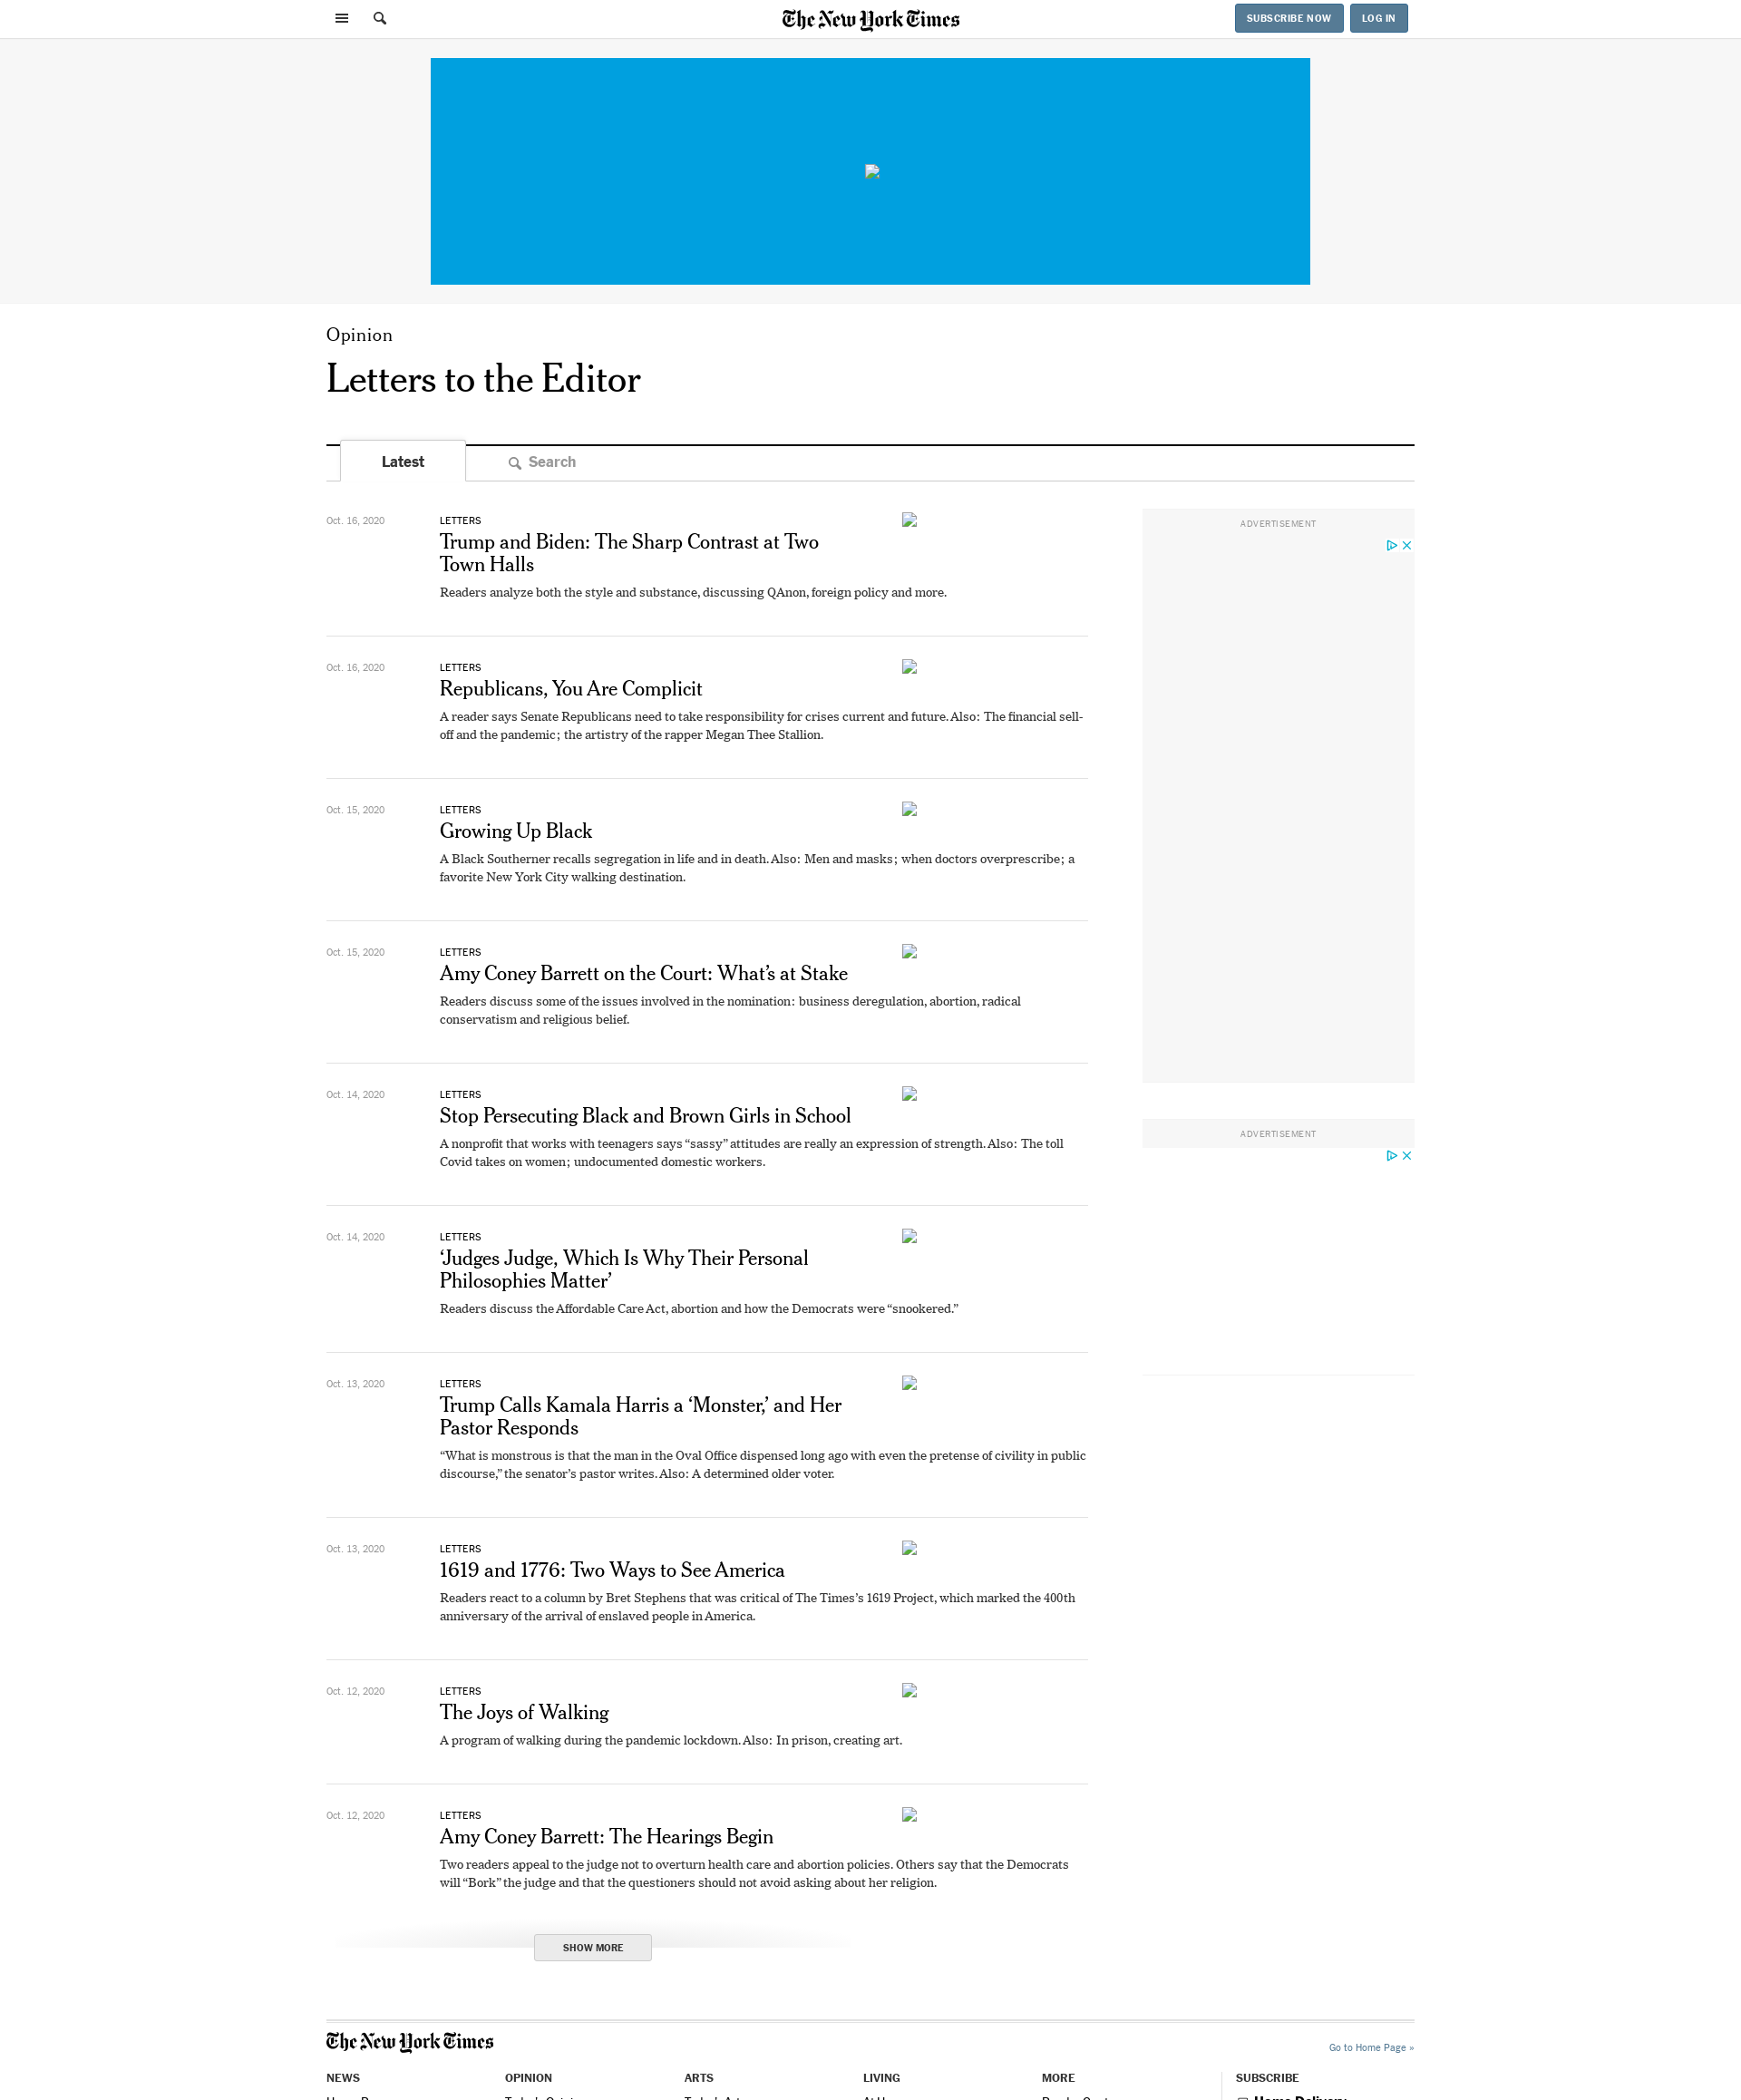 The New York Times
SUBSCRIBE NOW
LOG IN
Opinion
Letters to the Editor
Latest
Search
Oct. 16, 2020
LETTERS
Trump and Biden: The Sharp Contrast at Two
Town Halls
Readers analyze both the style and substance, discussing QAnon, foreign policy and more.
Oct. 16, 2020
LETTERS
Republicans, You Are Complicit
A reader says Senate Republicans need to take responsibility for crises current and future. Also: The financial sell-
off and the pandemic; the artistry of the rapper Megan Thee Stallion.
Oct. 15, 2020
LETTERS
Growing Up Black
A Black Southerner recalls segregation in life and in death. Also: Men and masks; when doctors overprescribe; a
favorite New York City walking destination.
Oct. 15, 2020
LETTERS
Amy Coney Barrett on the Court: What’s at Stake
Readers discuss some of the issues involved in the nomination: business deregulation, abortion, radical
conservatism and religious belief.
Oct. 14, 2020
LETTERS
Stop Persecuting Black and Brown Girls in School
A nonprofit that works with teenagers says “sassy” attitudes are really an expression of strength. Also: The toll
Covid takes on women; undocumented domestic workers.
Oct. 14, 2020
LETTERS
‘Judges Judge, Which Is Why Their Personal
Philosophies Matter’
Readers discuss the Affordable Care Act, abortion and how the Democrats were “snookered.”
Oct. 13, 2020
LETTERS
Trump Calls Kamala Harris a ‘Monster,’ and Her
Pastor Responds
“What is monstrous is that the man in the Oval Office dispensed long ago with even the pretense of civility in public
discourse,” the senator’s pastor writes. Also: A determined older voter.
Oct. 13, 2020
LETTERS
1619 and 1776: Two Ways to See America
Readers react to a column by Bret Stephens that was critical of The Times’s 1619 Project, which marked the 400th
anniversary of the arrival of enslaved people in America.
Oct. 12, 2020
LETTERS
The Joys of Walking
A program of walking during the pandemic lockdown. Also: In prison, creating art.
Oct. 12, 2020
LETTERS
Amy Coney Barrett: The Hearings Begin
Two readers appeal to the judge not to overturn health care and abortion policies. Others say that the Democrats
will “Bork” the judge and that the questioners should not avoid asking about her religion.
SHOW MORE
ADVERTISEMENT
ADVERTISEMENT
The New York Times
Go to Home Page »
NEWS
OPINION
ARTS
LIVING
MORE
SUBSCRIBE
Home Delivery